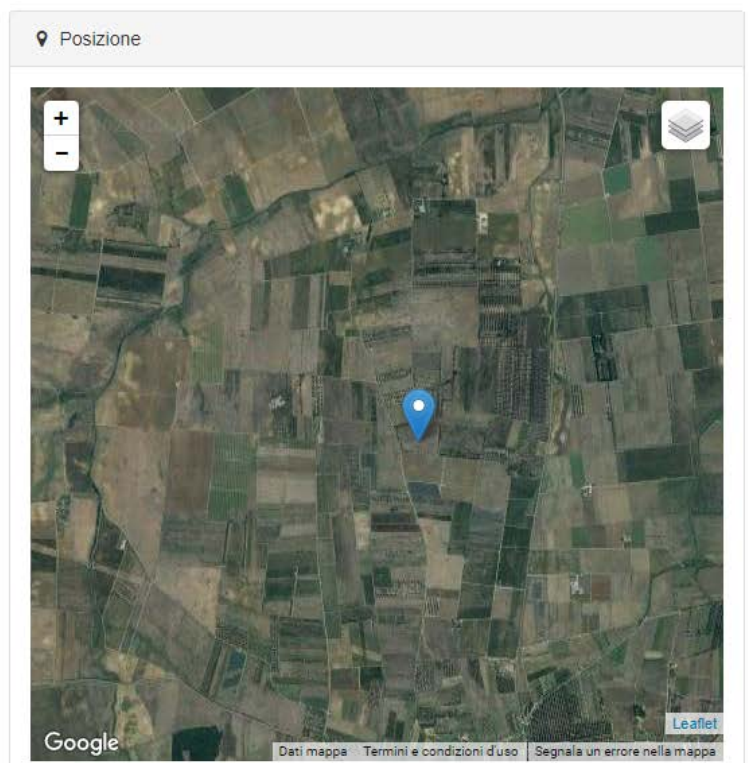 Posizione
+
−
Leaflet
Google
Dati mappa Termini e condizioni d'uso Segnala un errore nella mappa